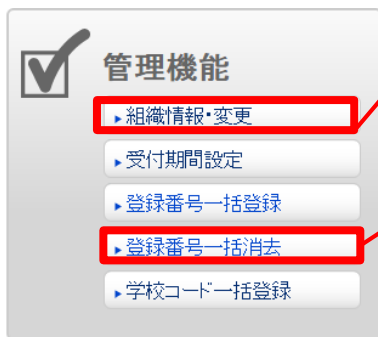 管理機能
組織情報・変更
受付期間設定
登録番号一括登録
登録番号一括消去
学校コード一括登録